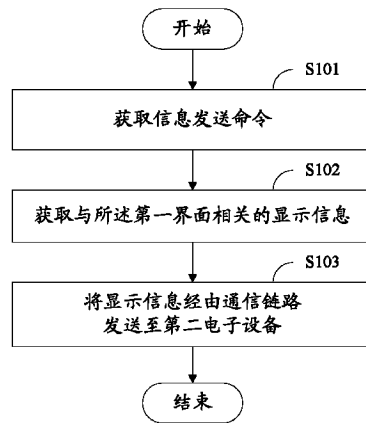 开始
S101
获取信息发送命令
S102
获取与所述第一界面相关的显示信息
S103
将显示信息经由通信链路
发送至第二电子设备
结束